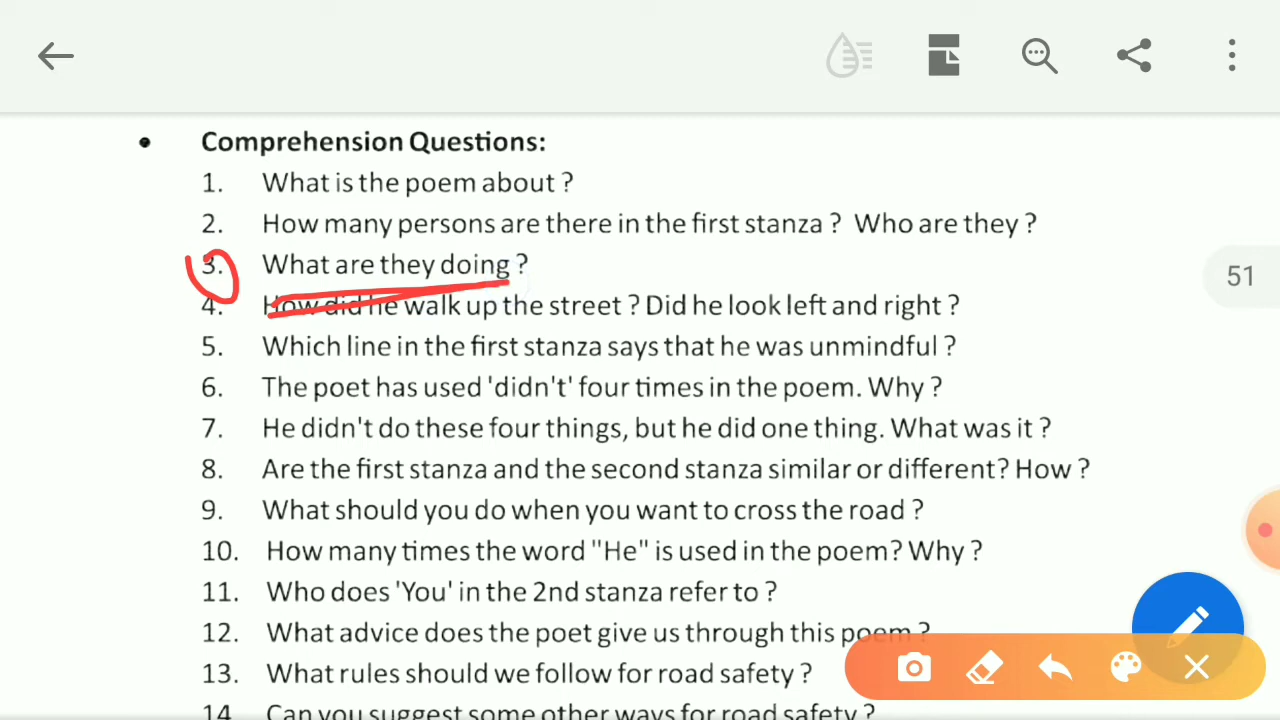 • Comprehension Questions:
1. What is the poem about ?
2. How many persons are there in the first stanza ? Who are they ?
3. What are they doing ?
51
4. How did he walk up the street ? Did he look left and right ?
5. Which line in the first stanza says that he was unmindful ?
6. The poet has used 'didn't' four times in the poem. Why ?
7. He didn't do these four things, but he did one thing. What was it ?
8. Are the first stanza and the second stanza similar or different? How ?
9. What should you do when you want to cross the road ?
10. How many times the word "He" is used in the poem? Why ?
11. Who does 'You' in the 2nd stanza refer to ?
12. What advice does the poet give us through this poem ?
13. What rules should we follow for road safety ?
14. Can you suggest some other ways for road safety ?